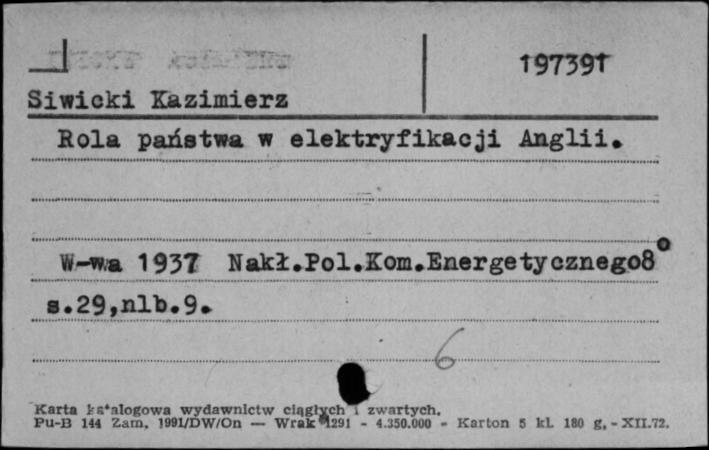 197391
Siwicki Kazimierz
Rola państwa w elektryfikacji Anglii.
W-wa 1937 Nakł.Pol.Kom.Energetycznego8°
s.29,nlb.9.
6
Karta katalogowa wydawnictw ciągłych i zwartych.
Pu-B 144 Zam. 1991/DW/On — Wrak 1291 - 4.350.000 - Karton 5 kl. 180 g. - XII.72.